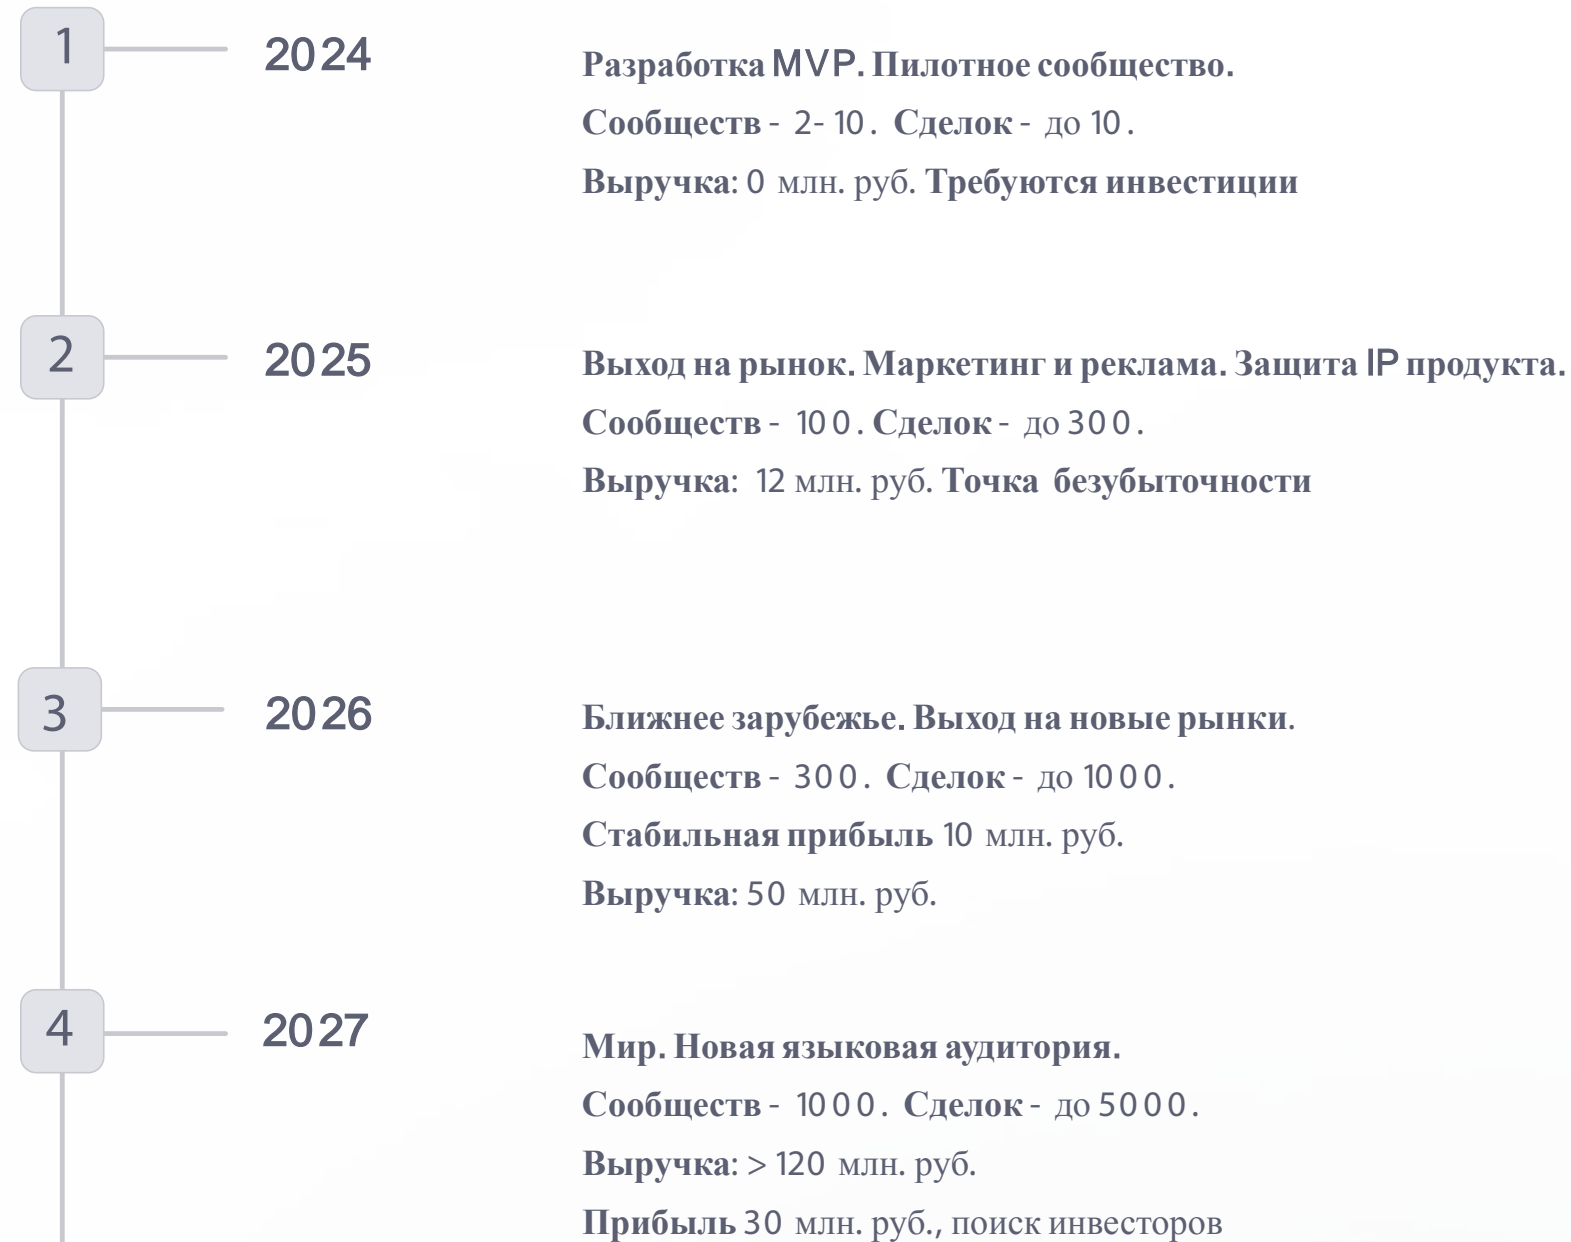 1
2024
Разработка MVP. Пилотное сообщество.
Сообществ - 2-10. Сделок - до 10.
Выручка: 0 млн. руб. Требуются инвестиции
2
2025
Выход на рынок. Маркетинг и реклама. Защита IP продукта.
Сообществ - 100. Сделок - до 300.
Выручка: 12 млн. руб. Точка безубыточности
3
2026
Ближнее зарубежье. Выход на новые рынки.
Сообществ - 300. Сделок - до 1000.
Стабильная прибыль 10 млн. руб.
Выручка: 50 млн. руб.
4
2027
Мир. Новая языковая аудитория.
Сообществ - 1000. Сделок - до 5000.
Выручка: > 120 млн. руб.
Прибыль 30 млн. руб., поиск инвесторов